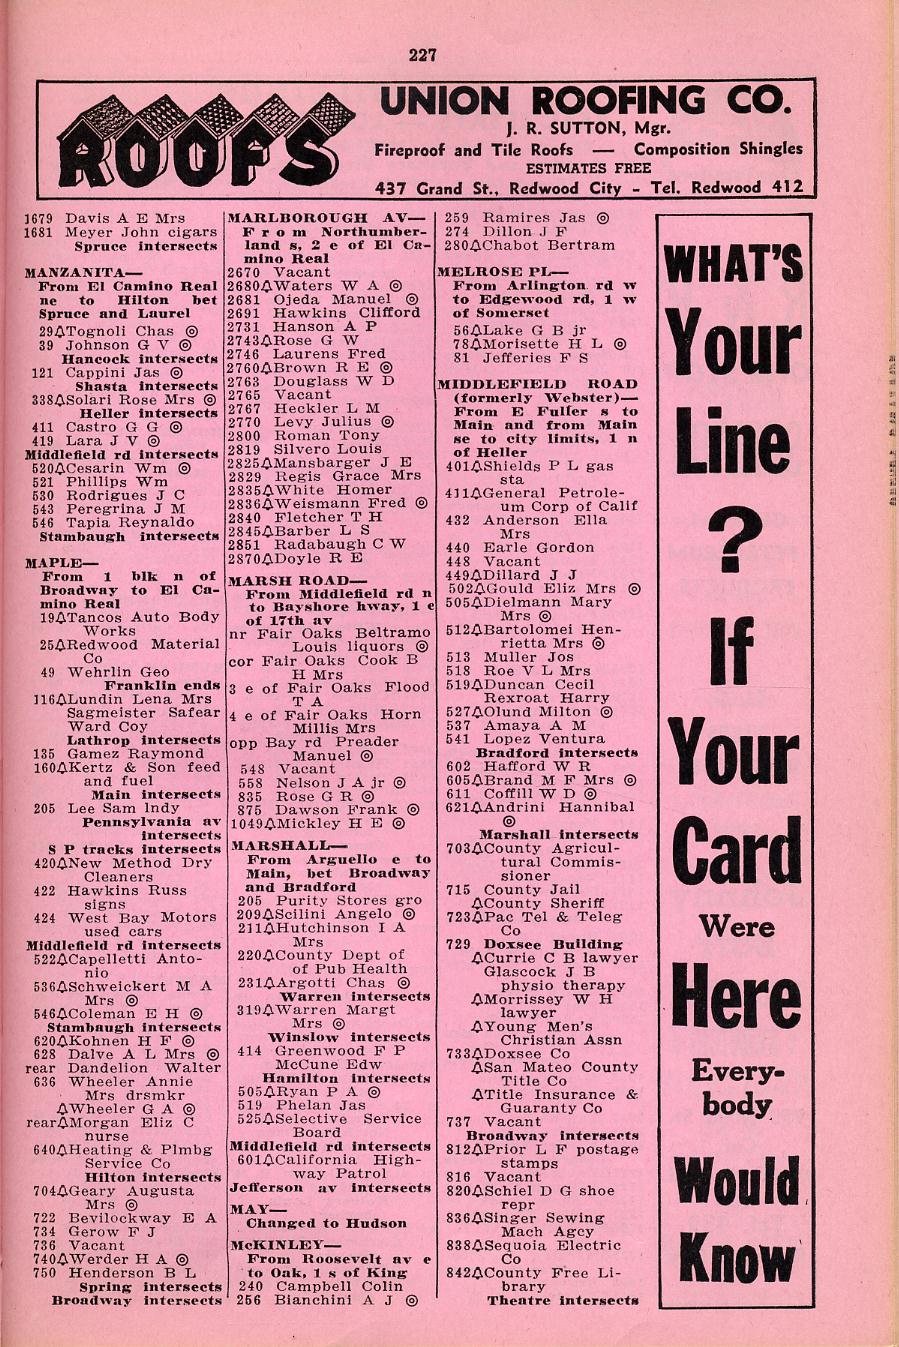 227
ROOFS
UNION ROOFING CO.
J. R. SUTTON, Mgr.
Fireproof and Tile Roofs — Composition Shingles
ESTIMATES FREE
437 Grand St., Redwood City - Tel. Redwood 412
1679 Davis A E Mrs
1681 Meyer John cigars
Spruce intersects
MANZANITA—
From El Camino Real
ne to Hilton bet
Spruce and Laurel
29△Tognoli Chas ◎
39 Johnson G V ◎
Hancock intersects
121 Cappini Jas ◎
Shasta intersects
338△Solari Rose Mrs ◎
Heller intersects
411 Castro G G ◎
419 Lara J V ◎
Middlefield rd intersects
520△Cesarin Wm ◎
521 Phillips Wm
530 Rodrigues J C
543 Peregrina J M
546 Tapia Reynaldo
Stambaugh intersects
MAPLE—
From 1 blk n of
Broadway to El Ca-
mino Real
19△Tancos Auto Body
Works
25△Redwood Material
Co
49 Wehrlin Geo
Franklin ends
116△Lundin Lena Mrs
Sagmeister Safear
Ward Coy
Lathrop intersects
135 Gamez Raymond
160△Kertz & Son feed
and fuel
Main intersects
205 Lee Sam lndy
Pennsylvania av
intersects
S P tracks intersects
420△New Method Dry
Cleaners
422 Hawkins Russ
signs
424 West Bay Motors
used cars
Middlefield rd intersects
522△Capelletti Anto-
nio
536△Schweickert M A
Mrs ◎
546△Coleman E H ◎
Stambaugh intersects
620△Kohnen H F ◎
628 Dalve A L Mrs ◎
rear Dandelion Walter
636 Wheeler Annie
Mrs drsmkr
△Wheeler G A ◎
rear△Morgan Eliz C
nurse
640△Heating & Plmbg
Service Co
Hilton intersects
704△Geary Augusta
Mrs ◎
722 Bevilockway E A
734 Gerow F J
736 Vacant
740△Werder H A ◎
750 Henderson B L
Spring intersects
Broadway intersects
MARLBOROUGH AV—
From Northumber-
land s, 2 e of El Ca-
mino Real
2670 Vacant
2680△Waters W A ◎
2681 Ojeda Manuel ◎
2691 Hawkins Clifford
2731 Hanson A P
2743△Rose G W
2746 Laurens Fred
2760△Brown R E ◎
2763 Douglass W D
2765 Vacant
2767 Heckler L M
2770 Levy Julius ◎
2800 Roman Tony
2819 Silvero Louis
2825△Mansbarger J E
2829 Regis Grace Mrs
2835△White Homer
2836△Weismann Fred ◎
2840 Fletcher T H
2845△Barber L S
2851 Radabaugh C W
2870△Doyle R E
MARSH ROAD—
From Middlefield rd n
to Bayshore hway, 1 e
of 17th av
nr Fair Oaks Beltramo
Louis liquors ◎
cor Fair Oaks Cook B
H Mrs
3 e of Fair Oaks Flood
T A
4 e of Fair Oaks Horn
Millis Mrs
opp Bay rd Preader
Manuel ◎
548 Vacant
558 Nelson J A jr ◎
835 Rose G R ◎
875 Dawson Frank ◎
1049△Mickley H E ◎
MARSHALL—
From Arguello e to
Main, bet Broadway
and Bradford
205 Purity Stores gro
209△Scilini Angelo ◎
211△Hutchinson I A
Mrs
220△County Dept of
of Pub Health
231△Argotti Chas ◎
Warren intersects
319△Warren Margt
Mrs ◎
Winslow intersects
414 Greenwood F P
McCune Edw
Hamilton intersects
505△Ryan P A ◎
519 Phelan Jas
525△Selective Service
Board
Middlefield rd intersects
601△California High-
way Patrol
Jefferson av intersects
MAY—
Changed to Hudson
McKINLEY—
From Roosevelt av e
to Oak, 1 s of King
240 Campbell Colin
256 Bianchini A J ◎
259 Ramires Jas ◎
274 Dillon J F
280△Chabot Bertram
MELROSE PL—
From Arlington rd w
to Edgewood rd, 1 w
of Somerset
56△Lake G B jr
78△Morisette H L ◎
81 Jefferies F S
MIDDLEFIELD ROAD
(formerly Webster)—
From E Fuller s to
Main and from Main
se to city limits, 1 n
of Heller
401△Shields P L gas
sta
411△General Petrole-
um Corp of Calif
432 Anderson Ella
Mrs
440 Earle Gordon
448 Vacant
449△Dillard J J
502△Gould Eliz Mrs ◎
505△Dielmann Mary
Mrs ◎
512△Bartolomei Hen-
rietta Mrs ◎
513 Muller Jos
518 Roe V L Mrs
519△Duncan Cecil
Rexroat Harry
527△Olund Milton ◎
537 Amaya A M
541 Lopez Ventura
Bradford intersects
602 Hafford W R
605△Brand M F Mrs ◎
611 Coffill W D ◎
621△Andrini Hannibal
◎
Marshall intersects
703△County Agricul-
tural Commis-
sioner
715 County Jail
△County Sheriff
723△Pac Tel & Teleg
Co
729 Doxsee Building
△Currie C B lawyer
Glascock J B
physio therapy
△Morrissey W H
lawyer
△Young Men's
Christian Assn
733△Doxsee Co
△San Mateo County
Title Co
△Title Insurance &
Guaranty Co
737 Vacant
Broadway intersects
812△Prior L F postage
stamps
816 Vacant
820△Schiel D G shoe
repr
836△Singer Sewing
Mach Agcy
838△Sequoia Electric
Co
842△County Free Li-
brary
Theatre intersects
WHAT'S
Your
Line
?
If
Your
Card
Were
Here
Every-
body
Would
Know